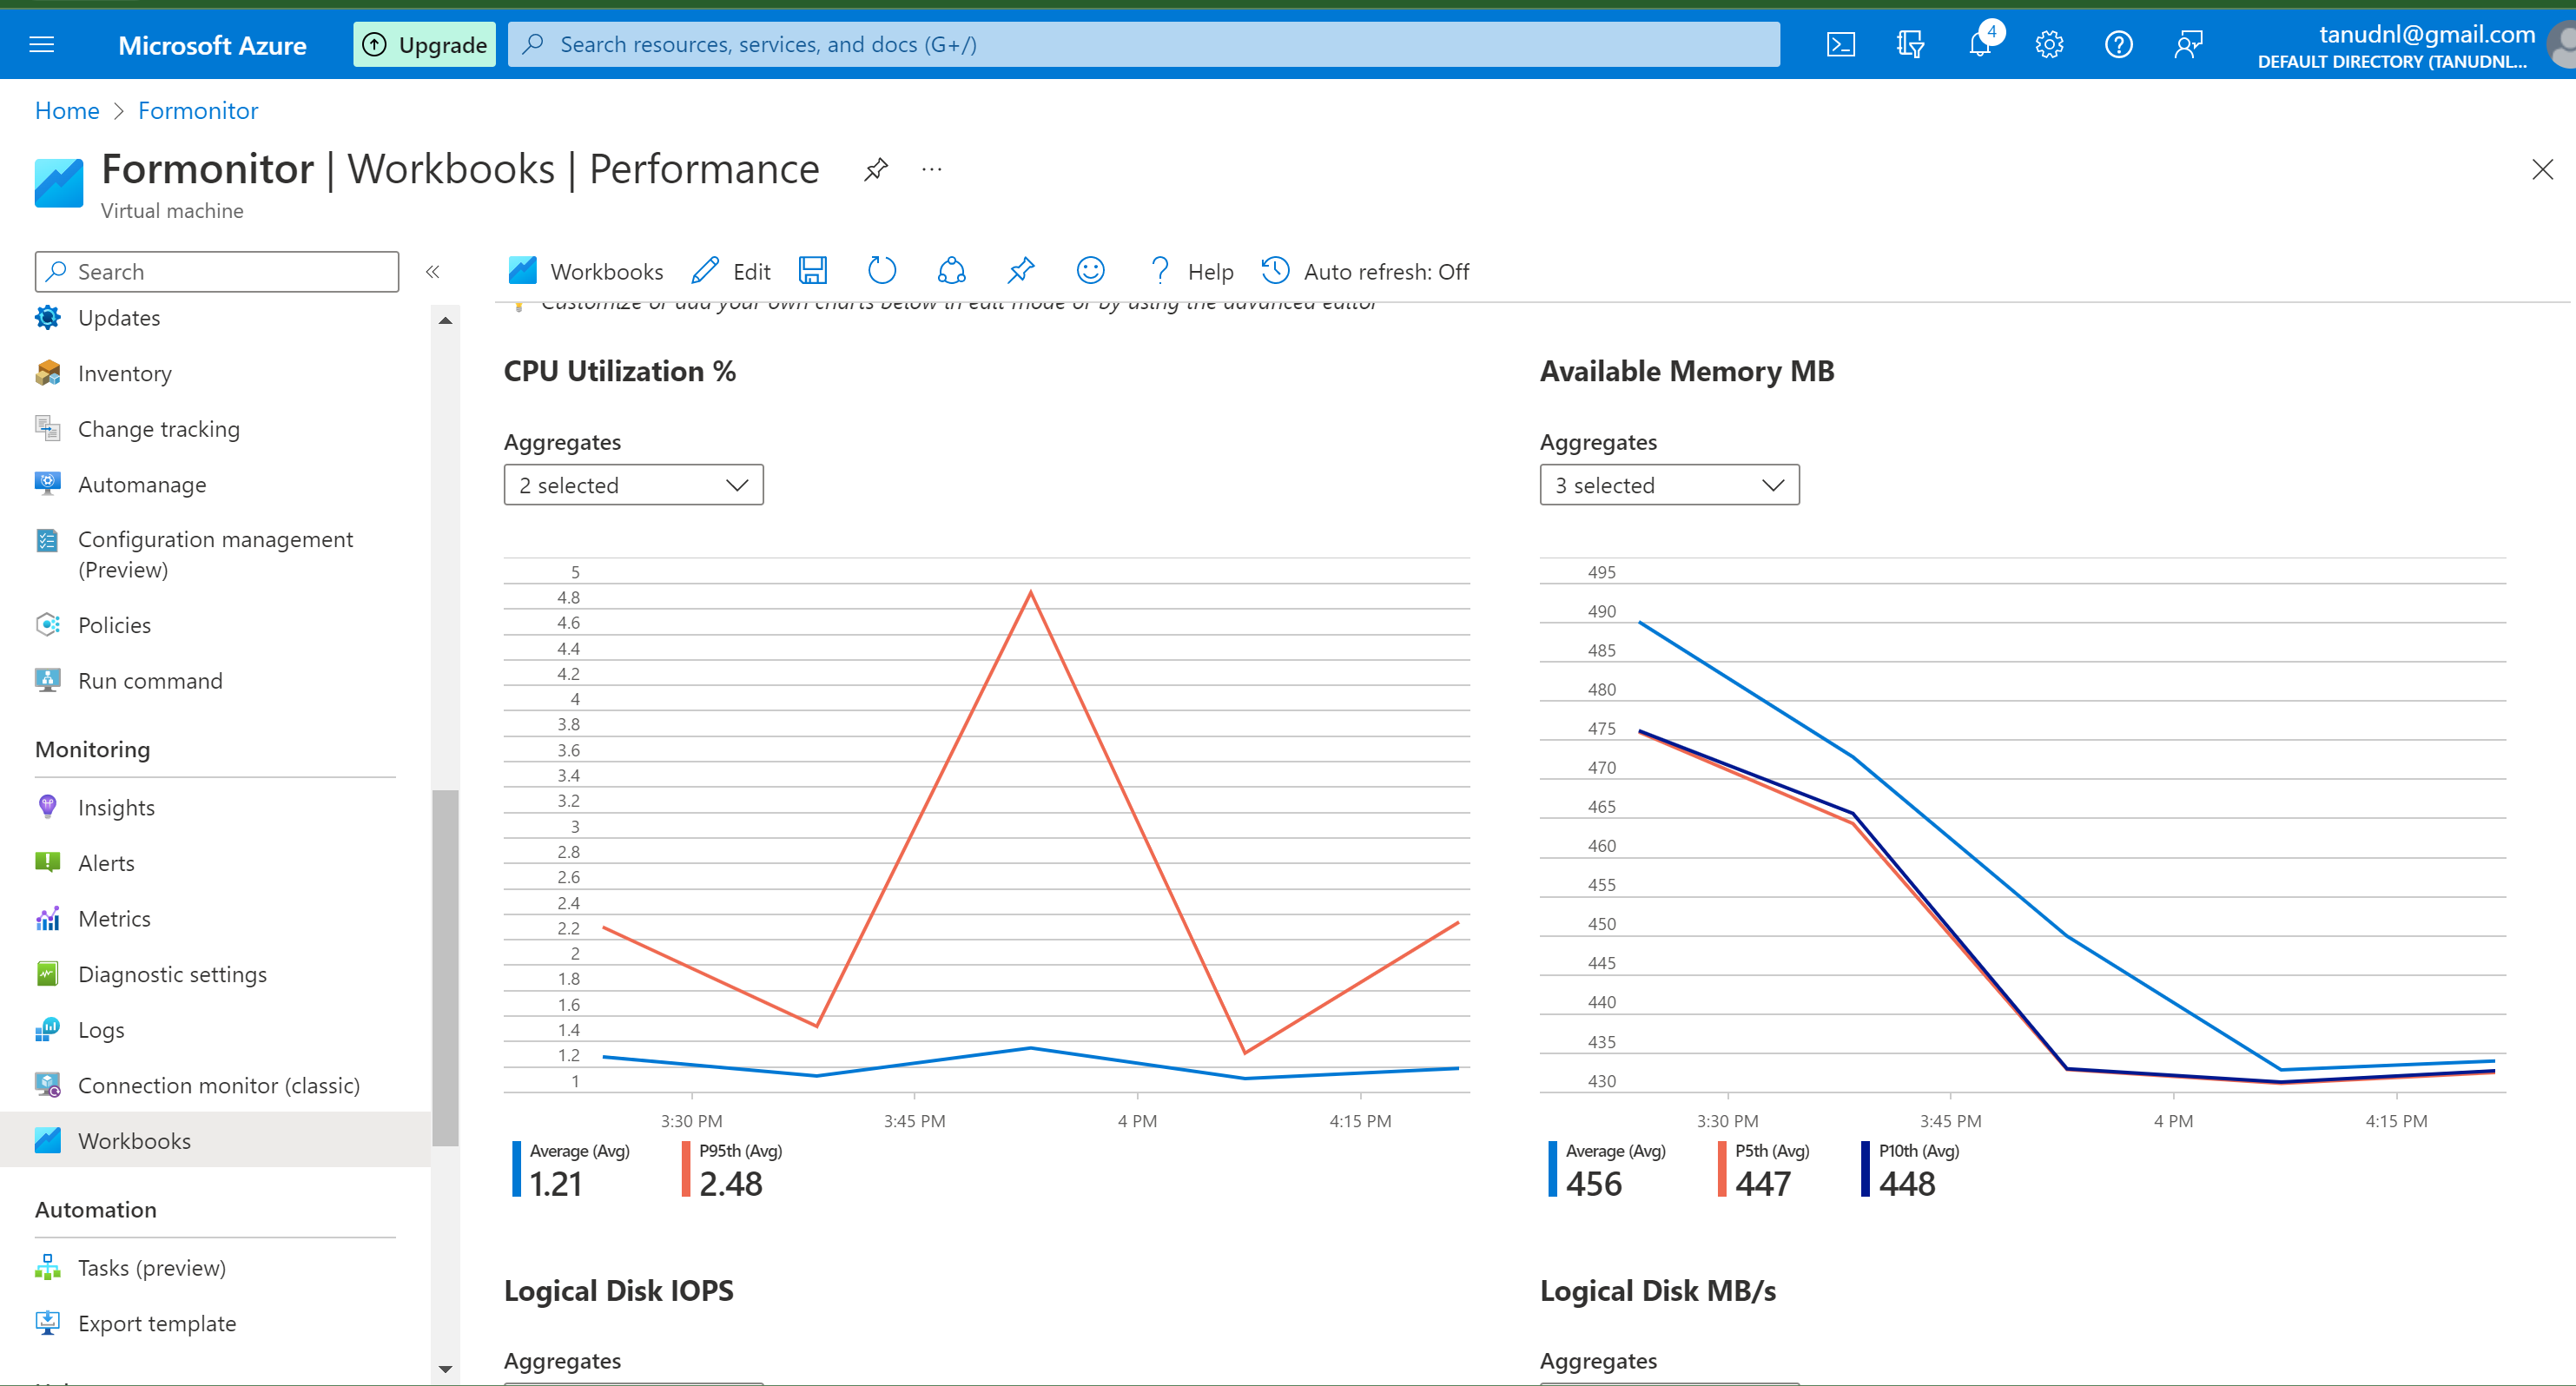 Microsoft Azure
Upgrade
Search resources, services, and docs (G+/)
4
tanudnl@gmail.com
DEFAULT DIRECTORY (TANUDNL...
Home > Formonitor
Formonitor | Workbooks | Performance
...
Virtual machine
Search
«
Workbooks
Edit
Help
Auto refresh: Off
Updates
Inventory
Change tracking
Automanage
Configuration management
(Preview)
Policies
Run command
Monitoring
Insights
Alerts
Metrics
Diagnostic settings
Logs
Connection monitor (classic)
Workbooks
Automation
Tasks (preview)
Export template
Customize or add your own charts below in edit mode or by using the advanced editor
CPU Utilization %
Aggregates
2 selected
5
4.8
4.6
4.4
4.2
4
3.8
3.6
3.4
3.2
3
2.8
2.6
2.4
2.2
2
1.8
1.6
1.4
1.2
1
3:30 PM
3:45 PM
4 PM
4:15 PM
Average (Avg)
1.21
P95th (Avg)
2.48
Available Memory MB
Aggregates
3 selected
495
490
485
480
475
470
465
460
455
450
445
440
435
430
3:30 PM
3:45 PM
4 PM
4:15 PM
Average (Avg)
456
P5th (Avg)
447
P10th (Avg)
448
Logical Disk IOPS
Aggregates
Logical Disk MB/s
Aggregates